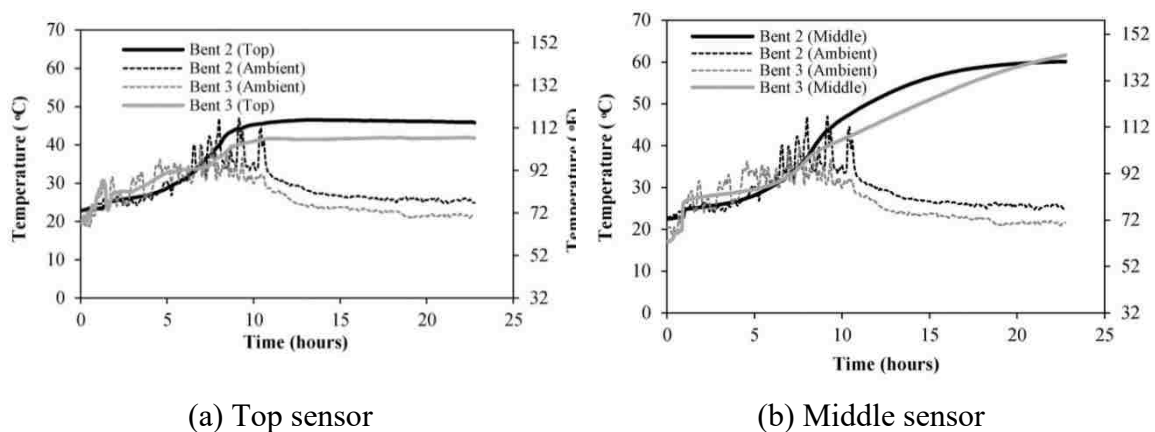 Temperature ( °C)
70
60
50
40
30
20
10
0
Bent 2 (Top)
Bent 2 (Ambient)
Bent 3 (Ambient)
Bent 3 (Top)
152
132
112
92
72
52
32
Temperature ( °F)
0 5 10 15 20 25
Time (hours)
(a) Top sensor
Temperature ( °C)
70
60
50
40
30
20
10
0
Bent 2 (Middle)
Bent 2 (Ambient)
Bent 3 (Ambient)
Bent 3 (Middle)
152
132
112
92
72
52
32
0 5 10 15 20 25
Time (hours)
(b) Middle sensor